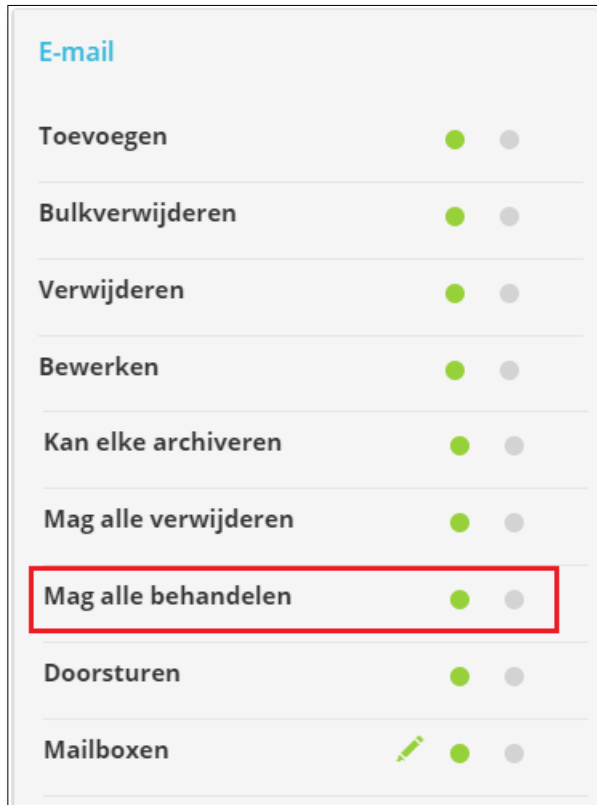 E-mail
Toevoegen
Bulkverwijderen
Verwijderen
Bewerken
Kan elke archiveren
Mag alle verwijderen
Mag alle behandelen
Doorsturen
Mailboxen